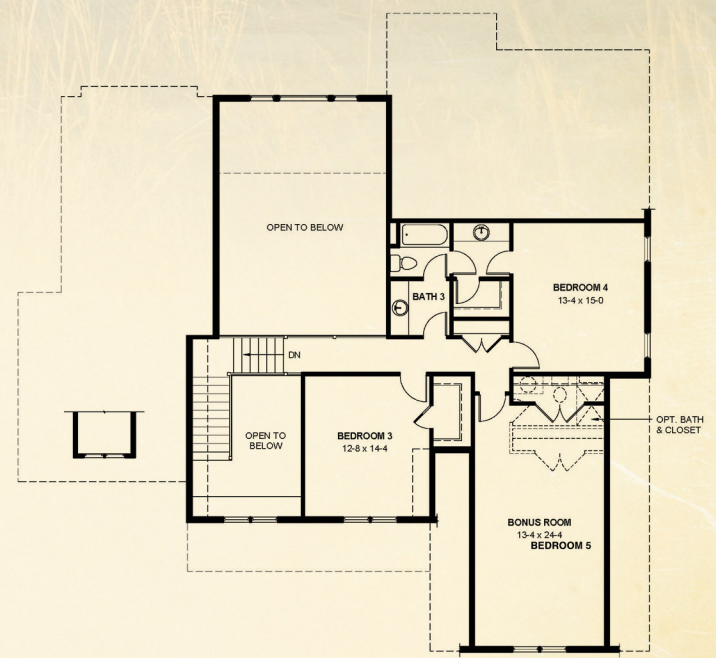 OPEN TO BELOW
BEDROOM 4
13-4 x 15-0
BATH 3
DN
OPEN TO
BELOW
BEDROOM 3
12-8 x 14-4
OPT. BATH
& CLOSET
BONUS ROOM
13-4 x 24-4
BEDROOM 5